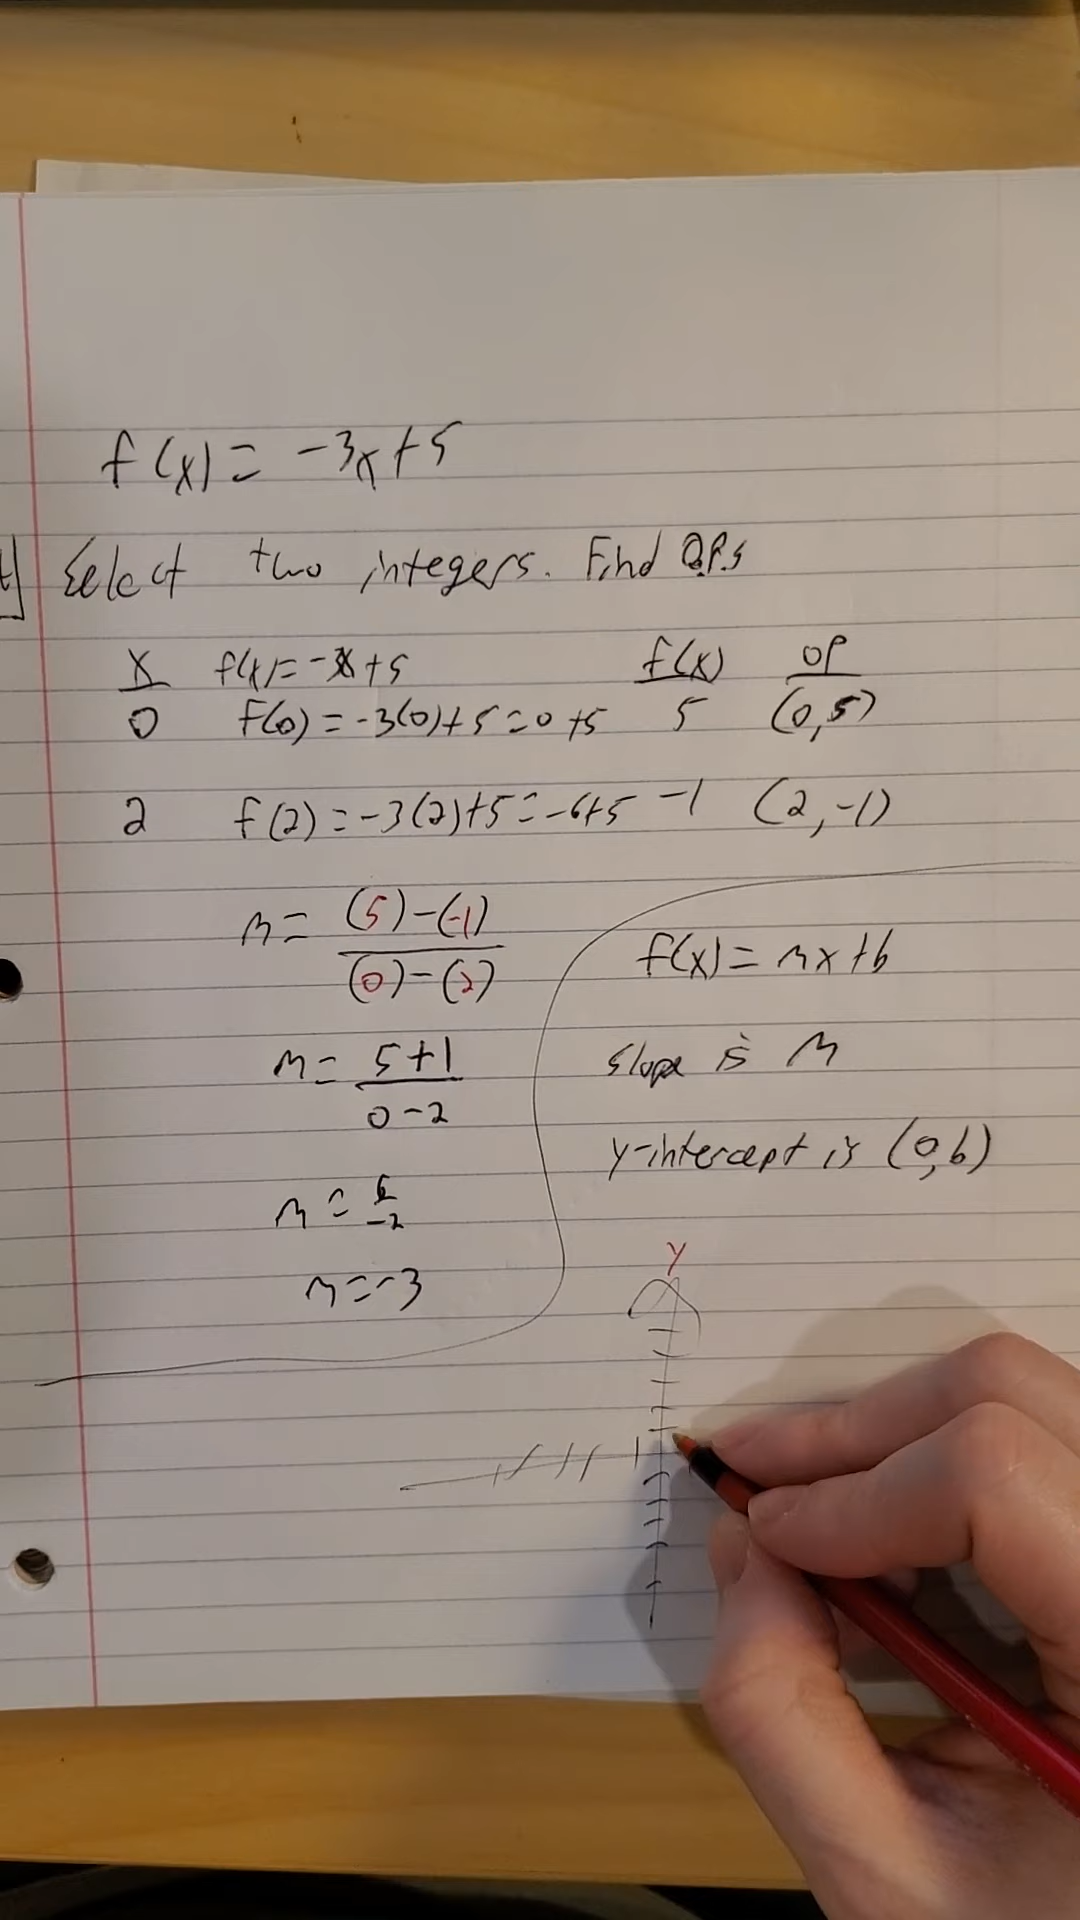 f(x) = -3x+5
Select two integers. Find O.P.s
x f(x)=-3x+5 f(x) OP
0 f(0) = -3(0)+5 = 0+5 5 (0,5)
2 f(2) = -3(2)+5 = -6+5 -1 (2,-1)
m = (5)-(-1)
(0)-(2)
m = 5+1
0-2
m = 6
-2
m = -3
f(x) = mx+b
slope is m
y-intercept is (0,b)
y